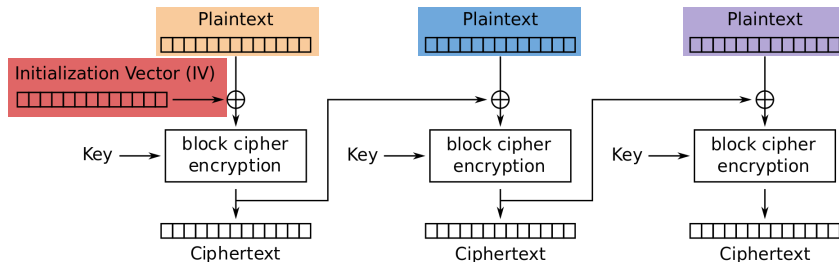 Plaintext
Plaintext
Plaintext
Initialization Vector (IV)
Key
block cipher
encryption
Key
block cipher
encryption
Key
block cipher
encryption
Ciphertext
Ciphertext
Ciphertext